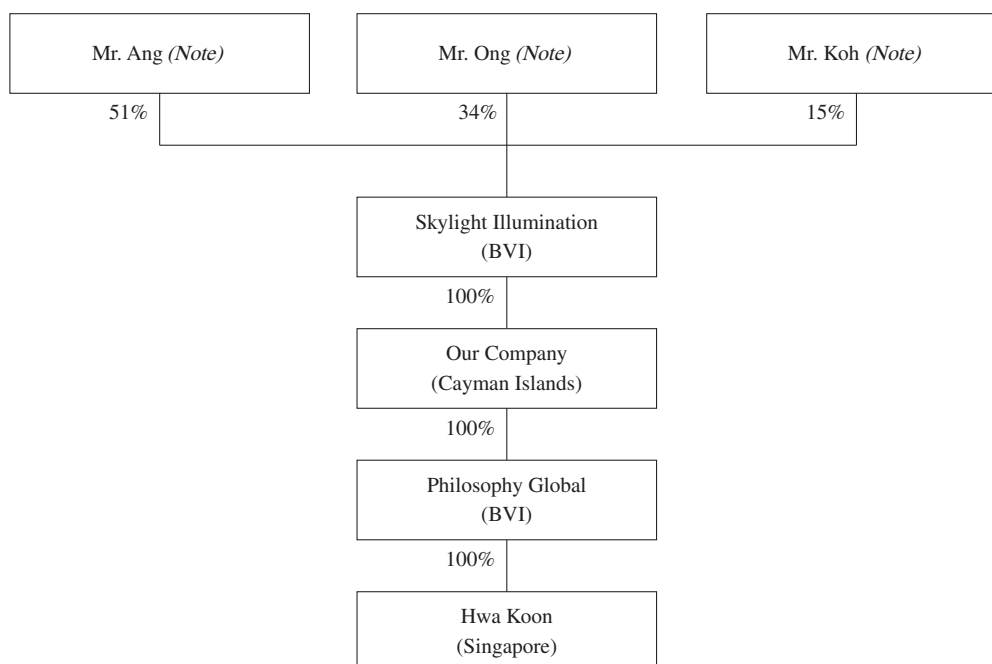 Mr. Ang (Note)
Mr. Ong (Note)
Mr. Koh (Note)
51%
34%
15%
Skylight Illumination
(BVI)
100%
Our Company
(Cayman Islands)
100%
Philosophy Global
(BVI)
100%
Hwa Koon
(Singapore)